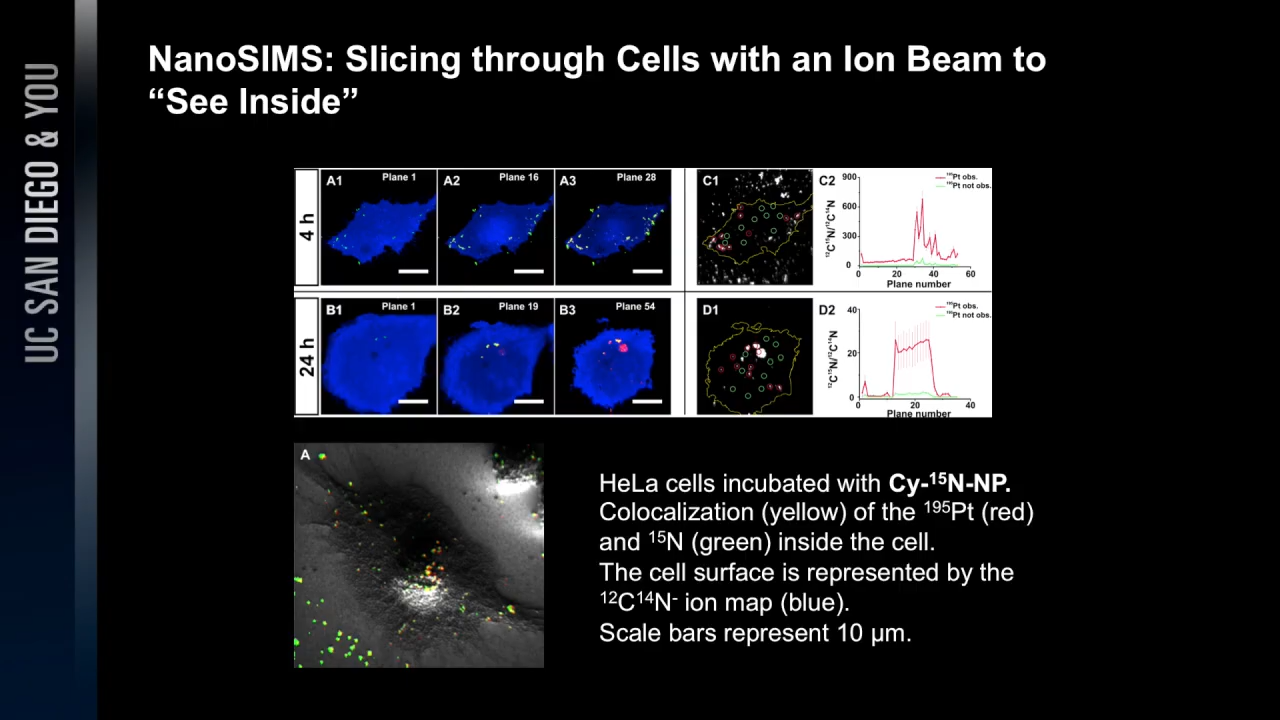 UC SAN DIEGO & YOU
NanoSIMS: Slicing through Cells with an Ion Beam to
“See Inside”
4 h
A1 Plane 1
A2 Plane 16
A3 Plane 28
C1
C2
900
600
300
0
¹²C¹⁵N/¹²C¹⁴N
¹⁹⁵Pt obs.
¹⁹⁵Pt not obs.
0 20 40 60
Plane number
24 h
B1 Plane 1
B2 Plane 19
B3 Plane 54
D1
D2
40
20
0
¹²C¹⁵N/¹²C¹⁴N
¹⁹⁵Pt obs.
¹⁹⁵Pt not obs.
0 20 40
Plane number
A
HeLa cells incubated with Cy-¹⁵N-NP.
Colocalization (yellow) of the ¹⁹⁵Pt (red)
and ¹⁵N (green) inside the cell.
The cell surface is represented by the
¹²C¹⁴N⁻ ion map (blue).
Scale bars represent 10 µm.